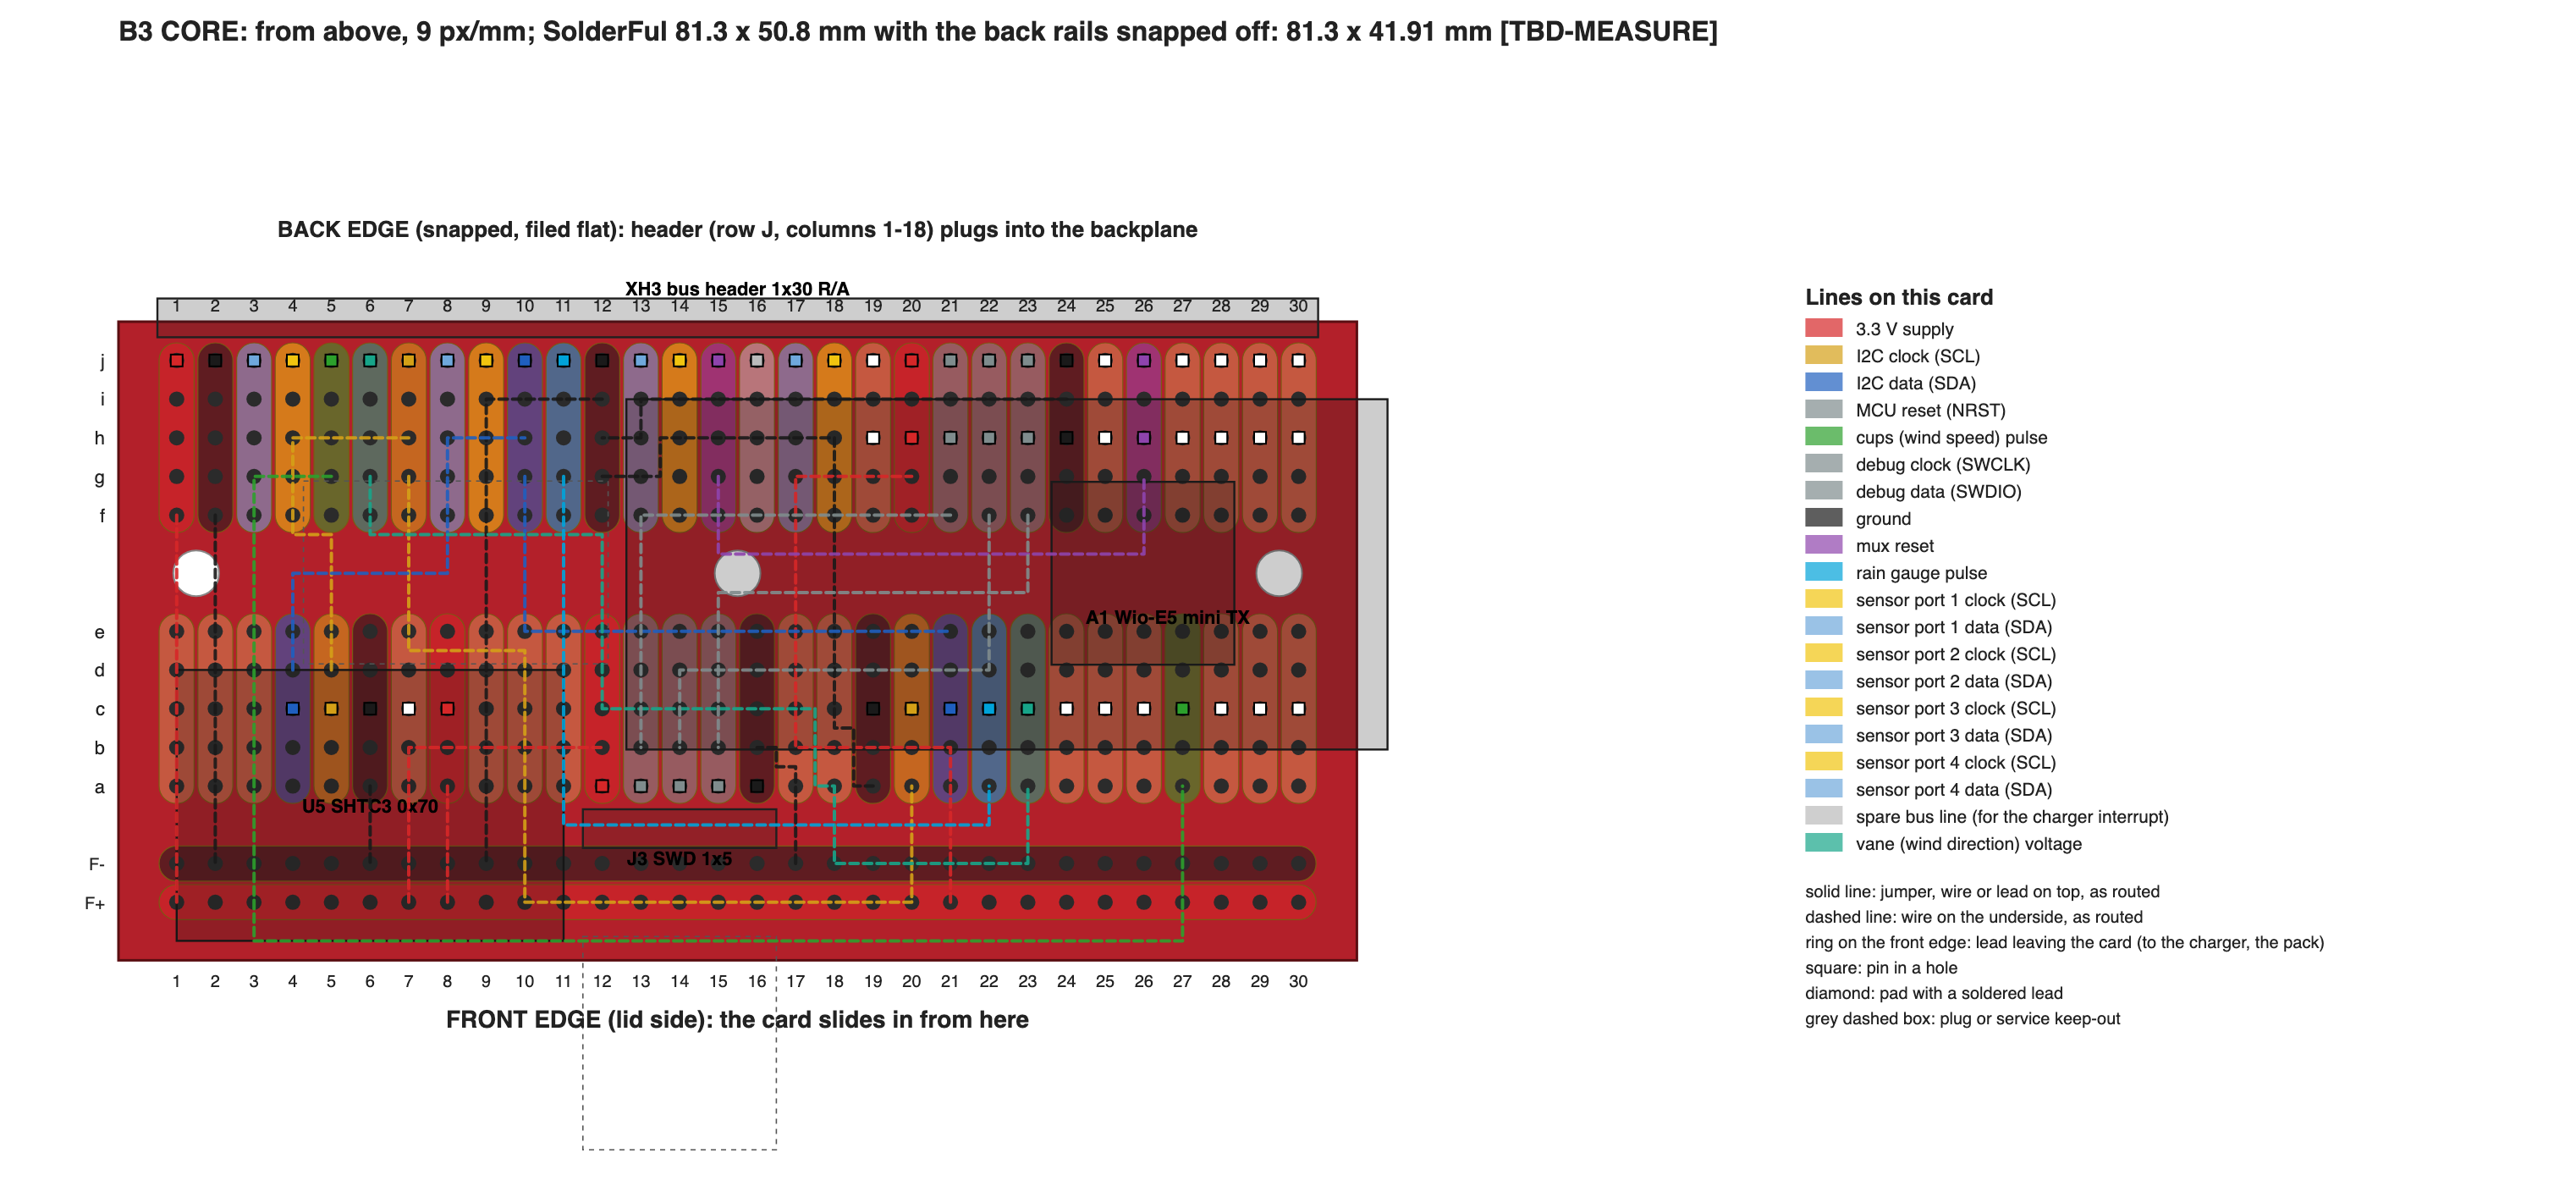 B3 CORE: from above, 9 px/mm; SolderFul 81.3 x 50.8 mm with the back rails snapped off: 81.3 x 41.91 mm [TBD-MEASURE]
BACK EDGE (snapped, filed flat): header (row J, columns 1-18) plugs into the backplane
XH3 bus header 1x30 R/A
1 2 3 4 5 6 7 8 9 10 11 12 13 14 15 16 17 18 19 20 21 22 23 24 25 26 27 28 29 30
j
i
h
g
f
A1 Wio-E5 mini TX
e
d
c
b
a
U5 SHTC3 0x70
J3 SWD 1x5
F-
F+
1 2 3 4 5 6 7 8 9 10 11 12 13 14 15 16 17 18 19 20 21 22 23 24 25 26 27 28 29 30
FRONT EDGE (lid side): the card slides in from here
Lines on this card
3.3 V supply
I2C clock (SCL)
I2C data (SDA)
MCU reset (NRST)
cups (wind speed) pulse
debug clock (SWCLK)
debug data (SWDIO)
ground
mux reset
rain gauge pulse
sensor port 1 clock (SCL)
sensor port 1 data (SDA)
sensor port 2 clock (SCL)
sensor port 2 data (SDA)
sensor port 3 clock (SCL)
sensor port 3 data (SDA)
sensor port 4 clock (SCL)
sensor port 4 data (SDA)
spare bus line (for the charger interrupt)
vane (wind direction) voltage
solid line: jumper, wire or lead on top, as routed
dashed line: wire on the underside, as routed
ring on the front edge: lead leaving the card (to the charger, the pack)
square: pin in a hole
diamond: pad with a soldered lead
grey dashed box: plug or service keep-out